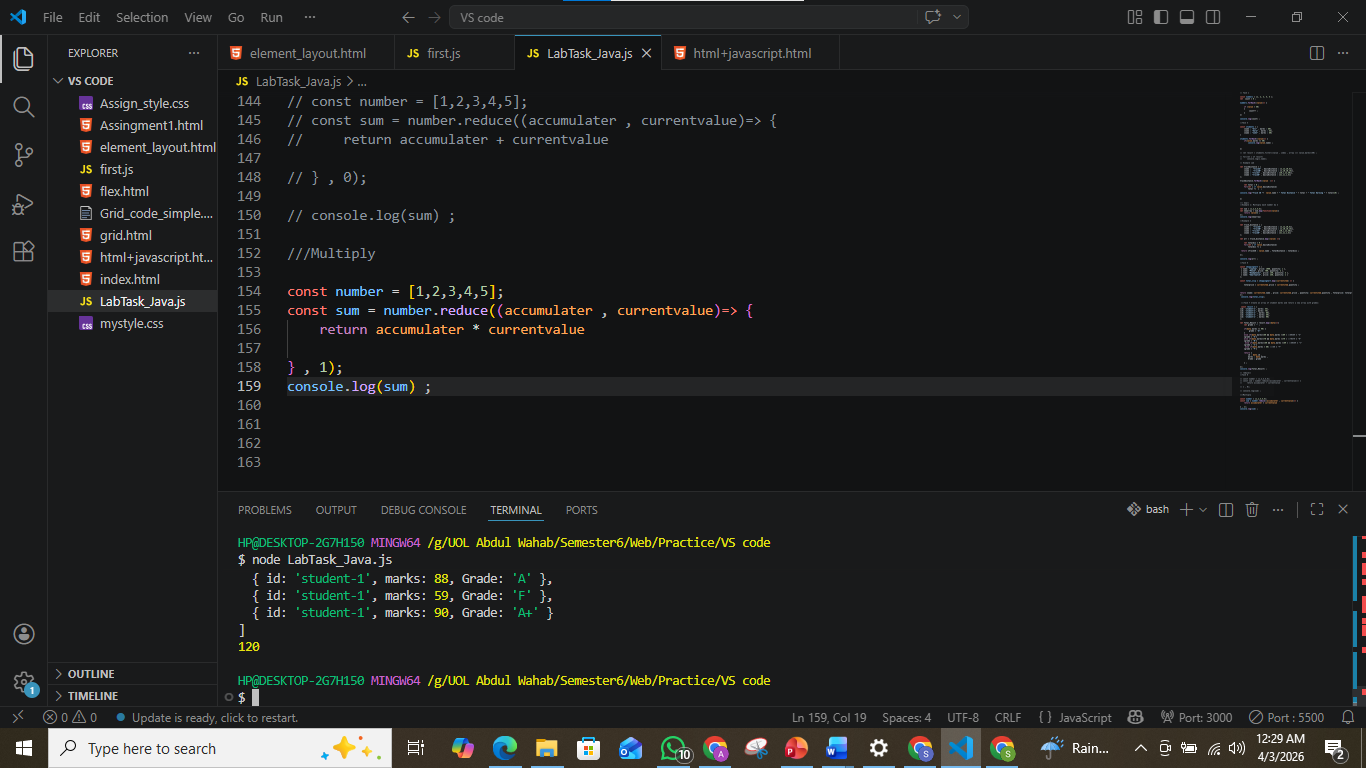 File Edit Selection View Go Run ···
VS code
EXPLORER ···
VS CODE
Assign_style.css
Assingment1.html
element_layout.html
first.js
flex.html
Grid_code_simple....
grid.html
html+javascript.ht...
index.html
LabTask_Java.js
mystyle.css
OUTLINE
TIMELINE
element_layout.html
first.js
LabTask_Java.js
html+javascript.html
LabTask_Java.js > ...
144 // const number = [1,2,3,4,5];
145 // const sum = number.reduce((accumulater , currentvalue)=> {
146 //     return accumulater + currentvalue
147
148 // } , 0);
149
150 // console.log(sum) ;
151
152 ///Multiply
153
154 const number = [1,2,3,4,5];
155 const sum = number.reduce((accumulater , currentvalue)=> {
156     return accumulater * currentvalue
157
158 } , 1);
159 console.log(sum) ;
160
161
162
163
PROBLEMS OUTPUT DEBUG CONSOLE TERMINAL PORTS
bash
HP@DESKTOP-2G7H150 MINGW64 /g/UOL Abdul Wahab/Semester6/Web/Practice/VS code
$ node LabTask_Java.js
  { id: 'student-1', marks: 88, Grade: 'A' },
  { id: 'student-1', marks: 59, Grade: 'F' },
  { id: 'student-1', marks: 90, Grade: 'A+' }
]
120
HP@DESKTOP-2G7H150 MINGW64 /g/UOL Abdul Wahab/Semester6/Web/Practice/VS code
$
1
0 0 Update is ready, click to restart.
Ln 159, Col 19 Spaces: 4 UTF-8 CRLF { } JavaScript Port: 3000 Port : 5500
Type here to search
10
Rain...
12:29 AM
4/3/2026
2